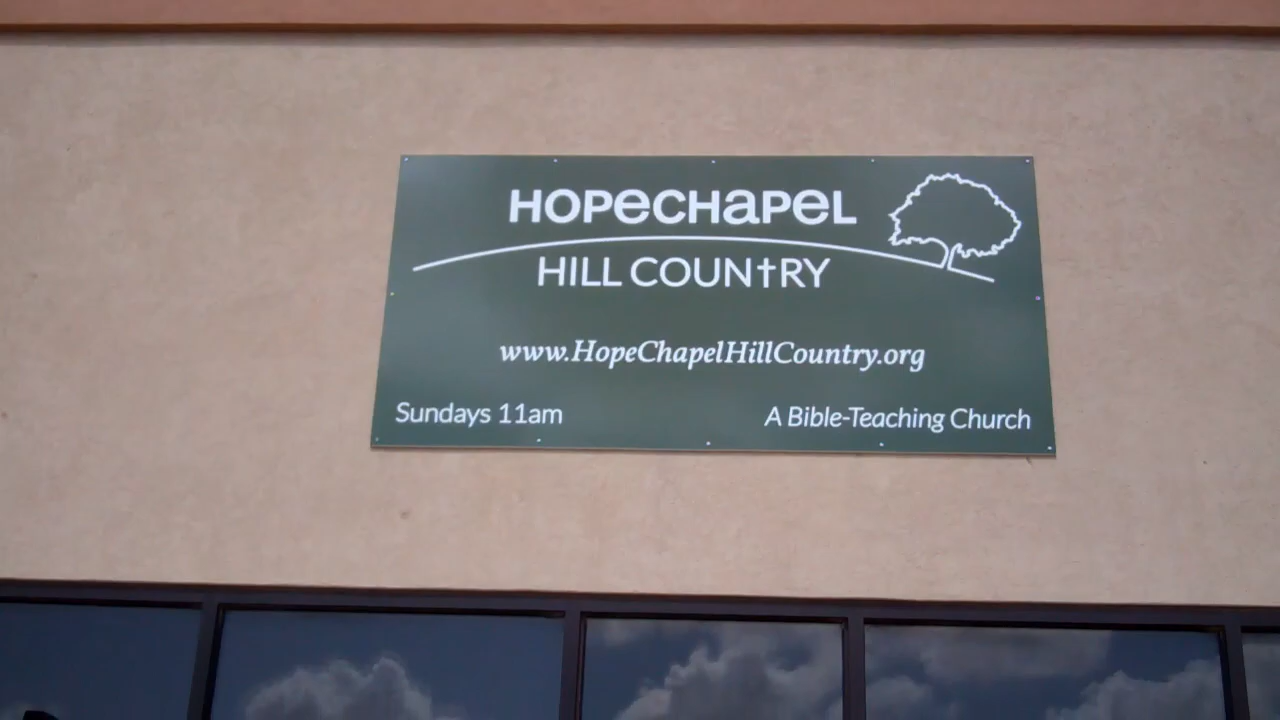 HOPECHAPEL
HILL COUNTRY
www.HopeChapelHillCountry.org
Sundays 11am
A Bible-Teaching Church